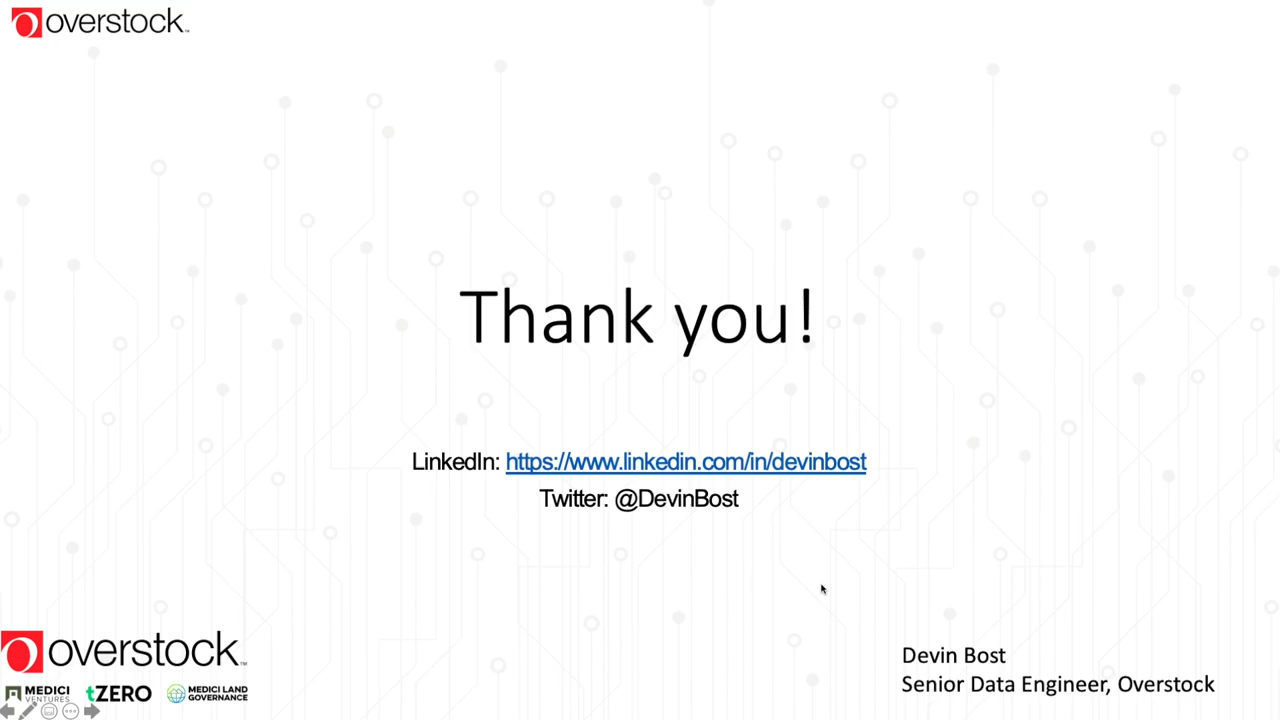 overstock™
Thank you!
LinkedIn: https://www.linkedin.com/in/devinbost
Twitter: @DevinBost
overstock™
MEDICI VENTURES tZERO MEDICI LAND GOVERNANCE
Devin Bost
Senior Data Engineer, Overstock